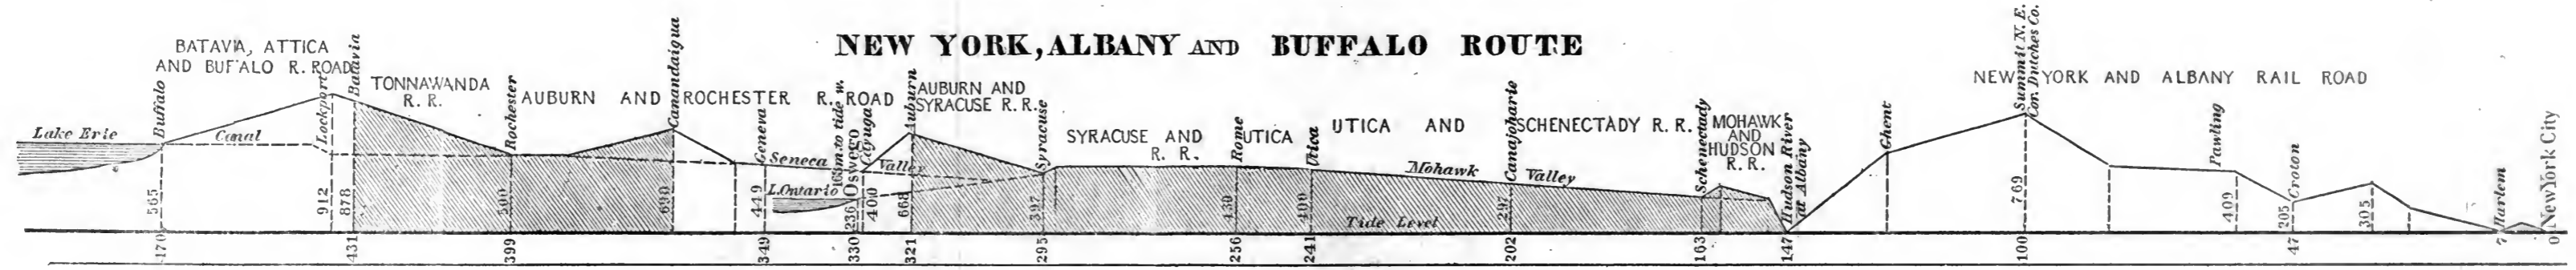 NEW YORK, ALBANY AND BUFFALO ROUTE
BATAVIA, ATTICA
AND BUFFALO R. ROAD
TONNAWANDA
R. R.
AUBURN AND ROCHESTER R. ROAD
AUBURN AND
SYRACUSE R. R.
SYRACUSE AND UTICA
R. R.
UTICA AND SCHENECTADY R. R.
MOHAWK
AND
HUDSON
R. R.
NEW YORK AND ALBANY RAIL ROAD
Lake Erie
Buffalo
Canal
Lockport
Batavia
Rochester
Canandaigua
Geneva
Seneca Valley
L. Ontario
Oswego
Cayuga
Auburn
Syracuse
Rome
Utica
Mohawk Valley
Canajoharie
Schenectady
Hudson River
at Albany
Tide Level
Ghent
Summit N. E.
Cor. Dutches Co.
Pawling
Croton
Harlem
New York City
565
912
878
500
690
449
236
400
668
397
430
400
297
769
409
205
305
470
431
399
349
330
321
295
256
241
202
163
147
100
47
7
0